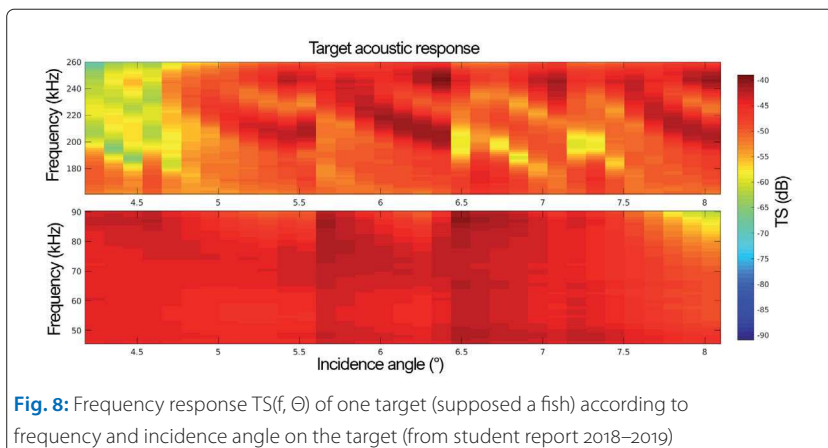 Target acoustic response
Frequency (kHz)
260
240
220
200
180
4.5 5 5.5 6 6.5 7 7.5 8
Frequency (kHz)
90
80
70
60
50
4.5 5 5.5 6 6.5 7 7.5 8
Incidence angle (°)
-40
-45
-50
-55
-60
-65
-70
-75
-80
-85
-90
TS (dB)
Fig. 8: Frequency response TS(f, Θ) of one target (supposed a fish) according to
frequency and incidence angle on the target (from student report 2018–2019)